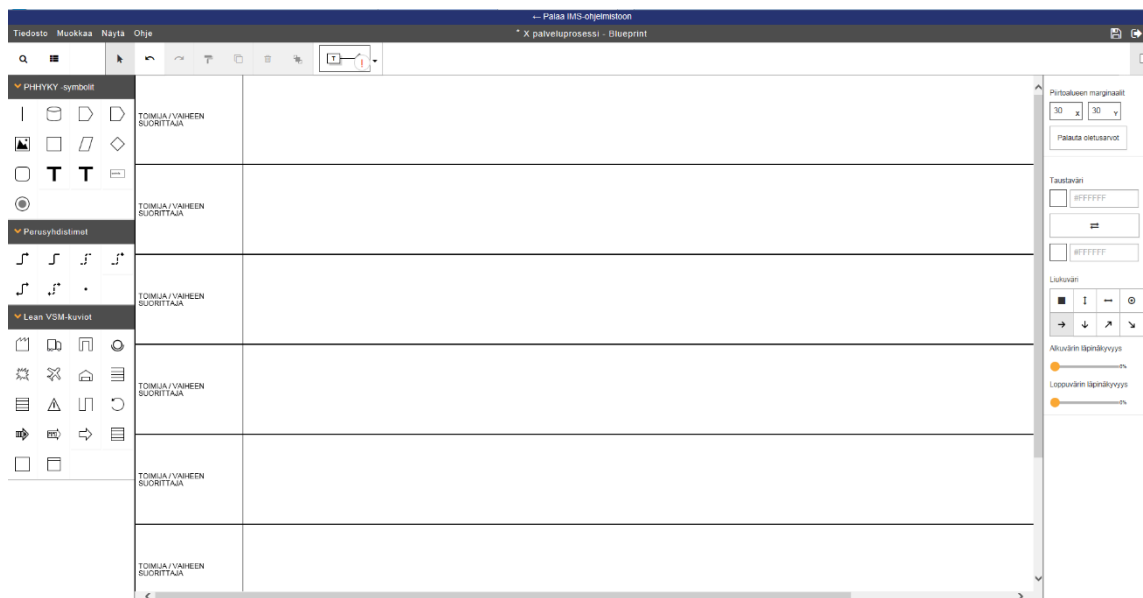 ← Palaa IMS-ohjelmistoon
Tiedosto Muokkaa Näytä Ohje
* X palveluprosessi - Blueprint
T
PHHYKY -symbolit
T T
Perusyhdistimet
Lean VSM-kuviot
TOIMIJA / VAIHEEN
SUORITTAJA
TOIMIJA / VAIHEEN
SUORITTAJA
TOIMIJA / VAIHEEN
SUORITTAJA
TOIMIJA / VAIHEEN
SUORITTAJA
TOIMIJA / VAIHEEN
SUORITTAJA
TOIMIJA / VAIHEEN
SUORITTAJA
Piirtoalueen marginaalit
30 X 30 Y
Palauta oletusarvot
Taustaväri
#FFFFFF
#FFFFFF
Liukuväri
Alkuvärin läpinäkyvyys
0%
Loppuvärin läpinäkyvyys
0%